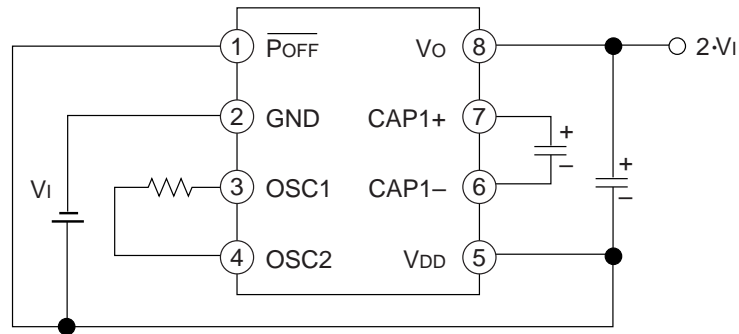 1 POFF VO 8 2·VI
2 GND CAP1+ 7
+
+
VI 3 OSC1 CAP1– 6 –
–
4 OSC2 VDD 5